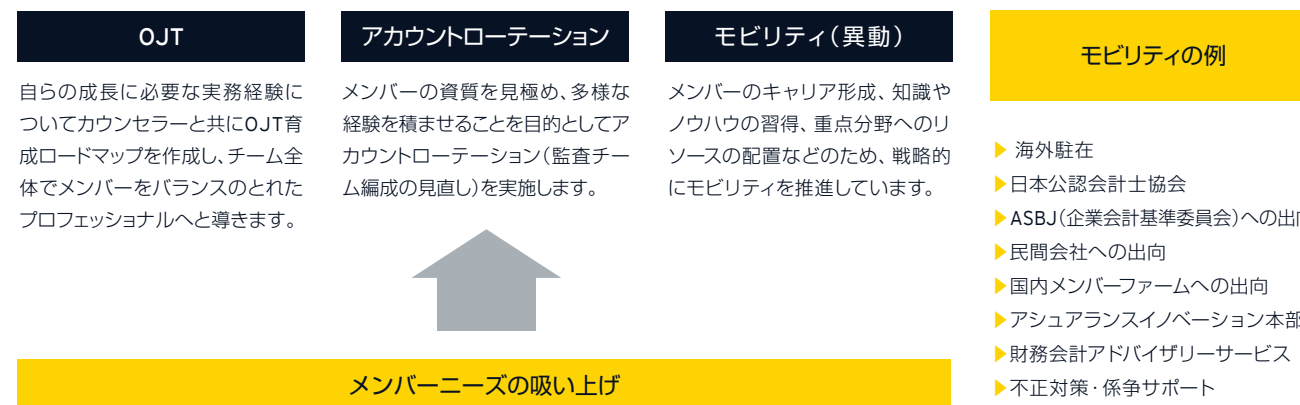 OJT
自らの成長に必要な実務経験に
ついてカウンセラーと共にOJT育
成ロードマップを作成し、チーム全
体でメンバーをバランスのとれた
プロフェッショナルへと導きます。
アカウントローテーション
メンバーの資質を見極め、多様な
経験を積ませることを目的としてア
カウントローテーション(監査チー
ム編成の見直し)を実施します。
モビリティ(異動)
メンバーのキャリア形成、知識や
ノウハウの習得、重点分野へのリ
ソースの配置などのため、戦略的
にモビリティを推進しています。
メンバーニーズの吸い上げ
モビリティの例
▶ 海外駐在
▶日本公認会計士協会
▶ASBJ(企業会計基準委員会)への出
▶民間会社への出向
▶国内メンバーファームへの出向
▶アシュアランスイノベーション本部
▶財務会計アドバイザリーサービス
▶不正対策・係争サポート